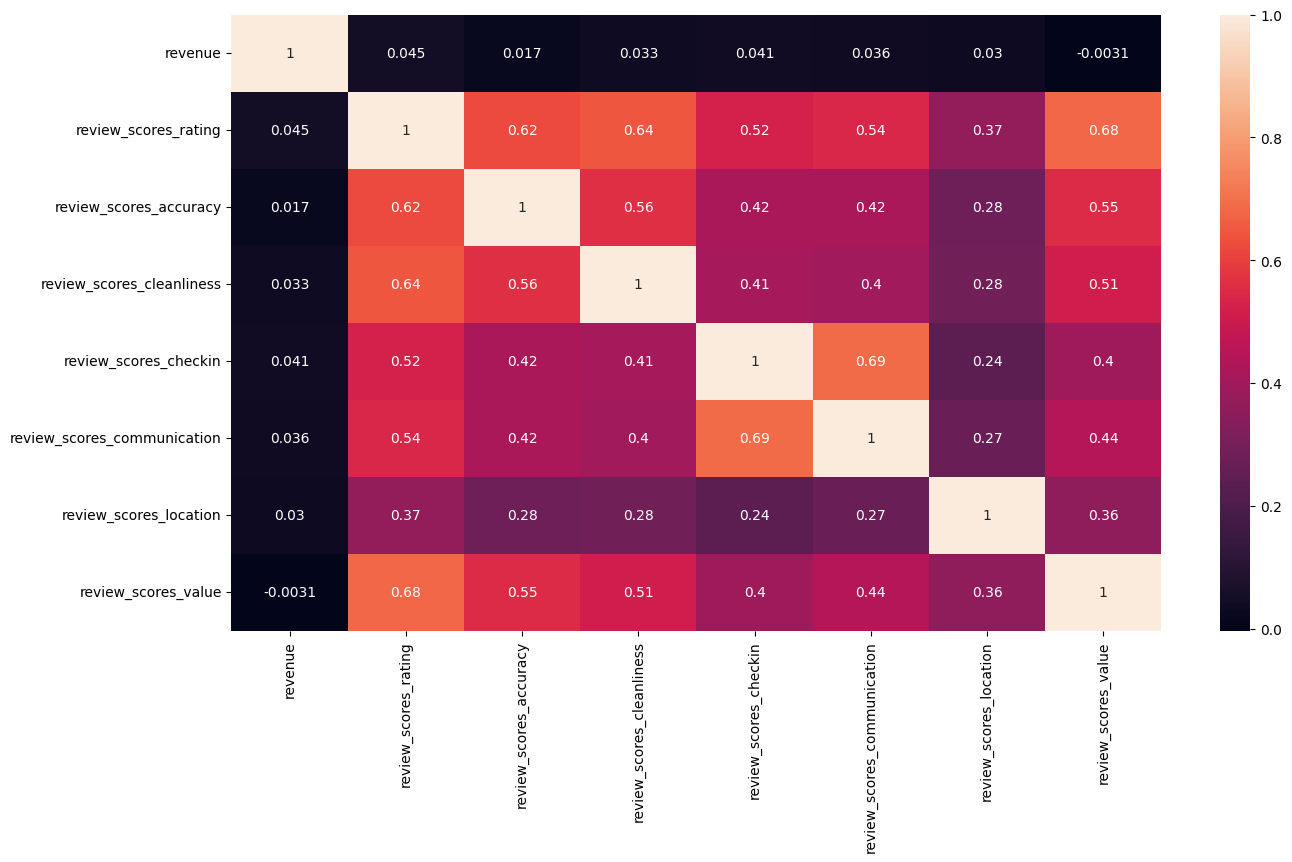 revenue 1 0.045 0.017 0.033 0.041 0.036 0.03 -0.0031
review_scores_rating 0.045 1 0.62 0.64 0.52 0.54 0.37 0.68
review_scores_accuracy 0.017 0.62 1 0.56 0.42 0.42 0.28 0.55
review_scores_cleanliness 0.033 0.64 0.56 1 0.41 0.4 0.28 0.51
review_scores_checkin 0.041 0.52 0.42 0.41 1 0.69 0.24 0.4
review_scores_communication 0.036 0.54 0.42 0.4 0.69 1 0.27 0.44
review_scores_location 0.03 0.37 0.28 0.28 0.24 0.27 1 0.36
review_scores_value -0.0031 0.68 0.55 0.51 0.4 0.44 0.36 1
revenue
review_scores_rating
review_scores_accuracy
review_scores_cleanliness
review_scores_checkin
review_scores_communication
review_scores_location
review_scores_value
1.0
0.8
0.6
0.4
0.2
0.0